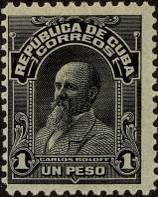 REPUBLICA DE CUBA
CORREOS
CARLOS ROLOFF
1 UN PESO 1